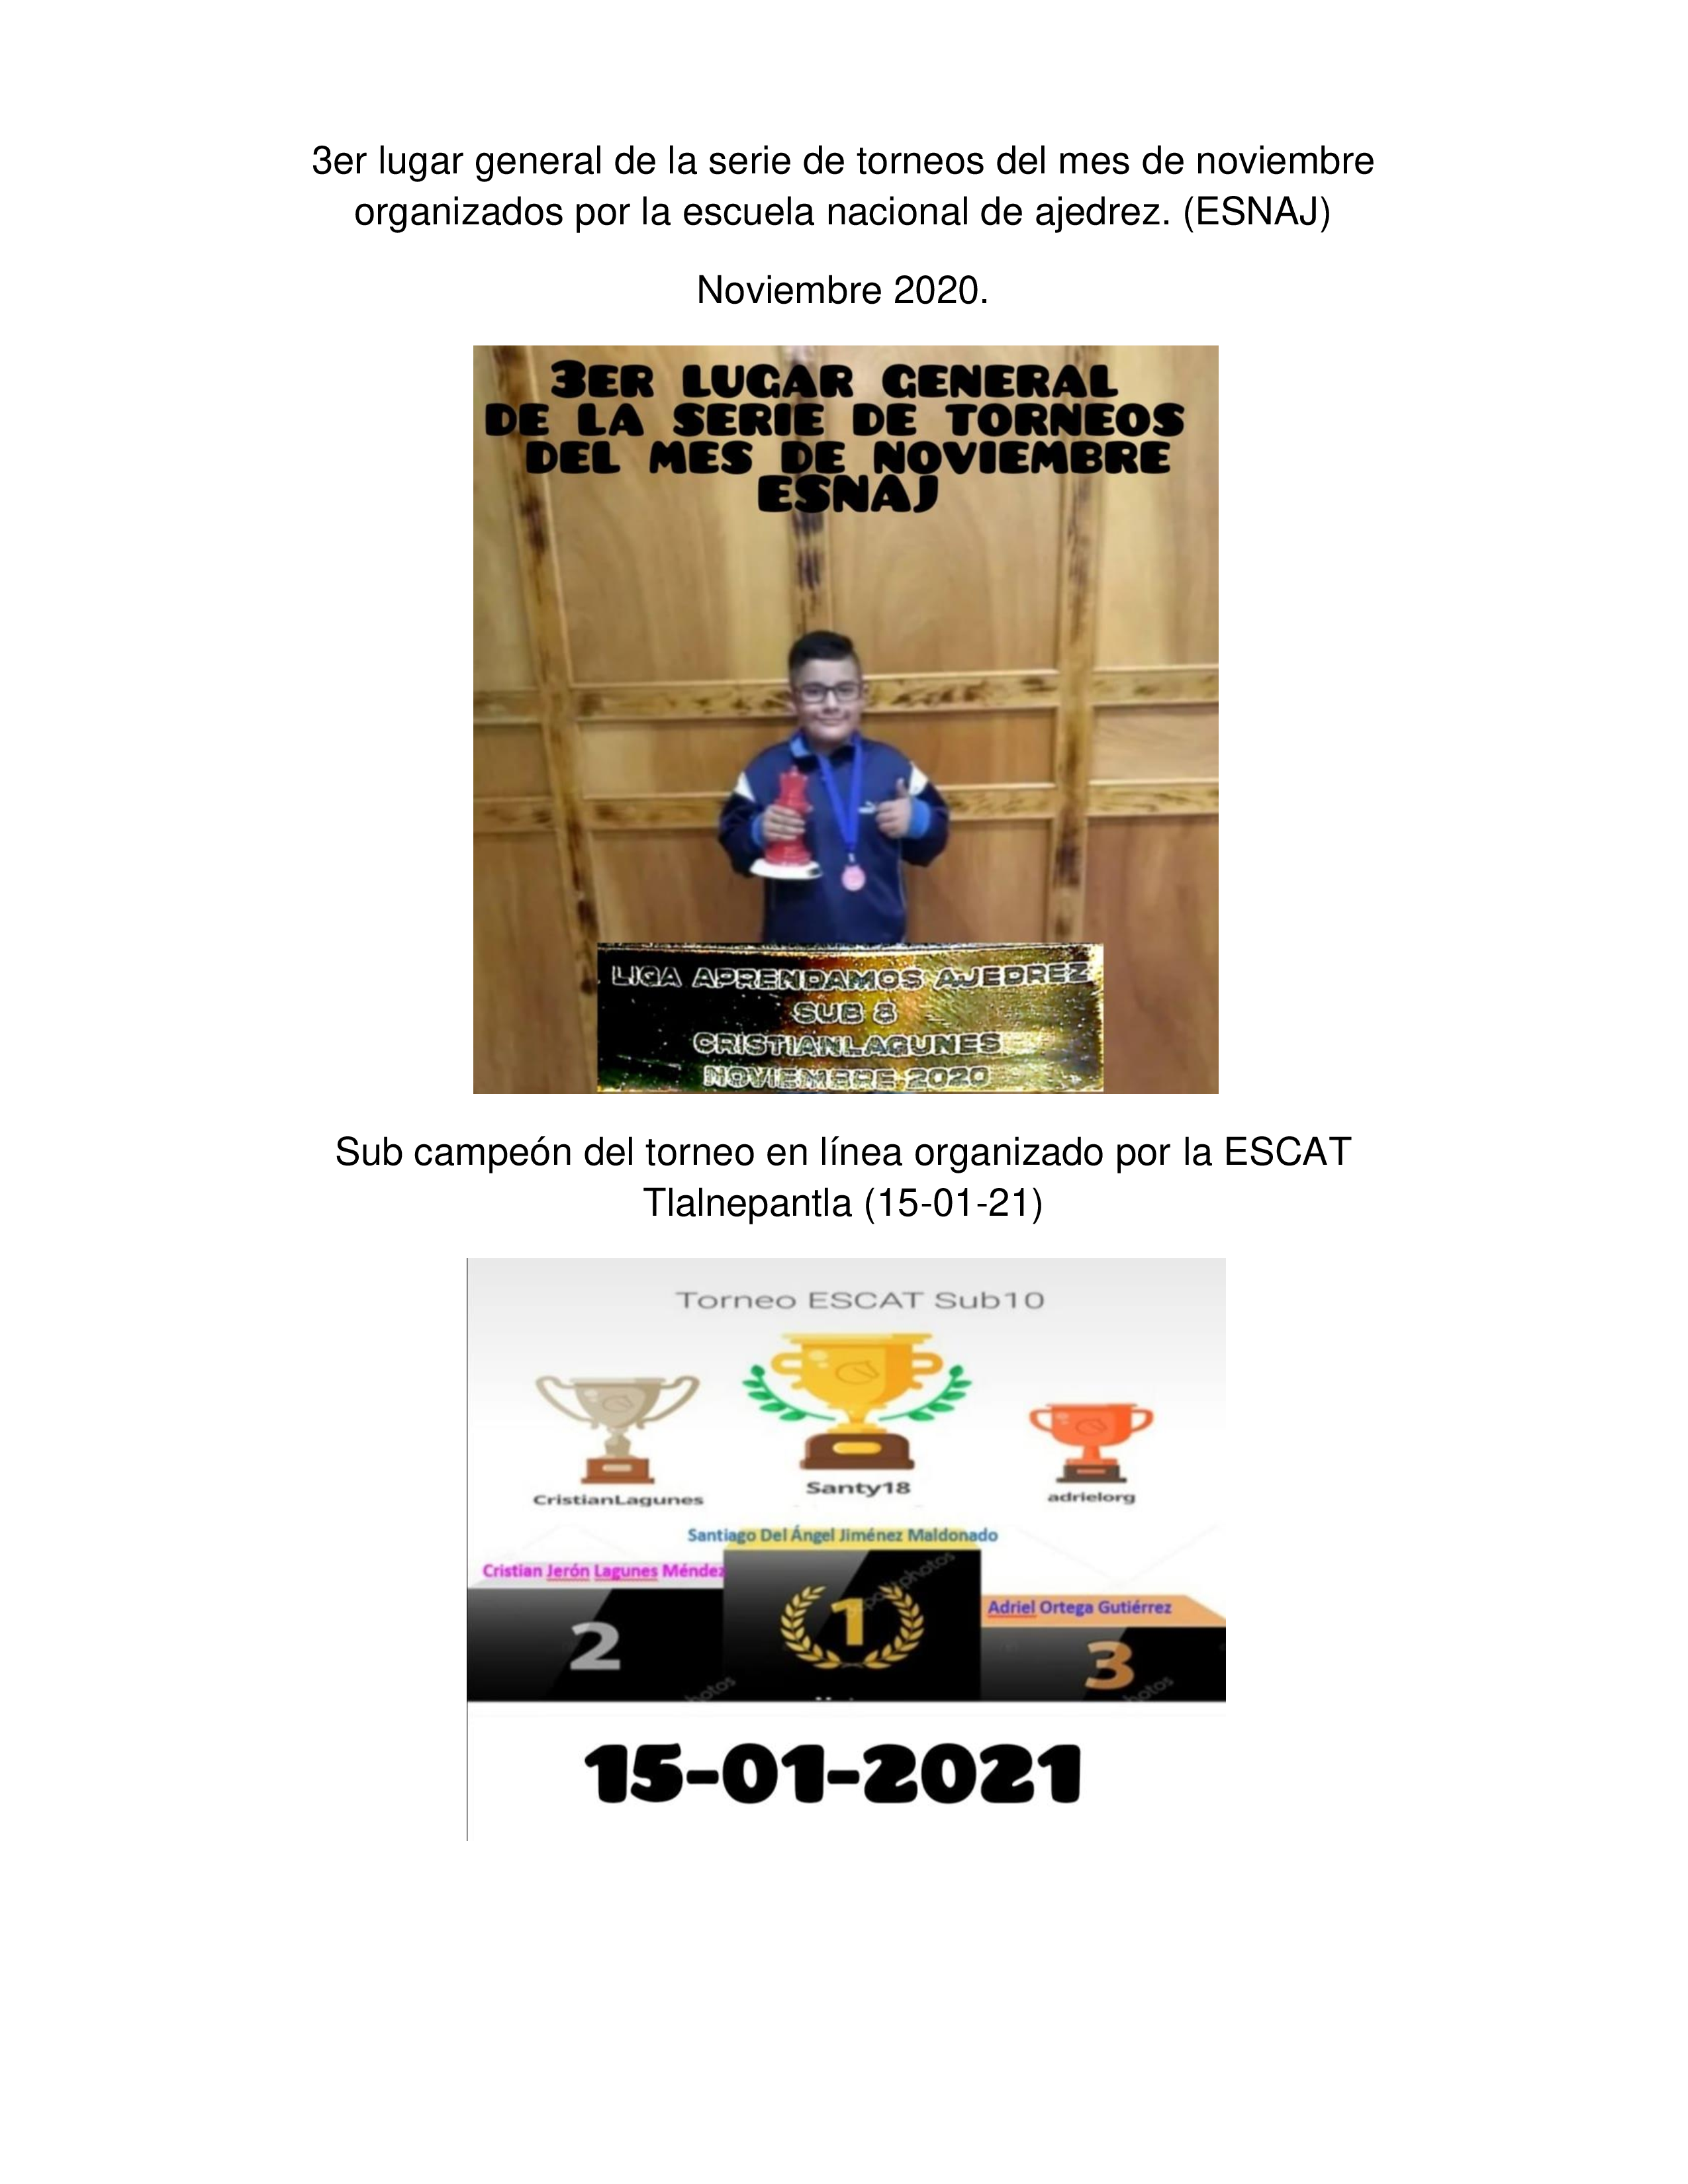 3er lugar general de la serie de torneos del mes de noviembre
organizados por la escuela nacional de ajedrez. (ESNAJ)
Noviembre 2020.
3ER LUGAR GENERAL
DE LA SERIE DE TORNEOS
DEL MES DE NOVIEMBRE
ESNAJ
LIGA APRENDAMOS AJEDREZ
SUB 8
CRISTIANLAGUNES
NOVIEMBRE 2020
Sub campeón del torneo en línea organizado por la ESCAT
Tlalnepantla (15-01-21)
Torneo ESCAT Sub10
CristianLagunes
Santy18
adrielorg
Santiago Del Ángel Jiménez Maldonado
Cristian Jerón Lagunes Méndez
Adriel Ortega Gutiérrez
2
1
3
15-01-2021